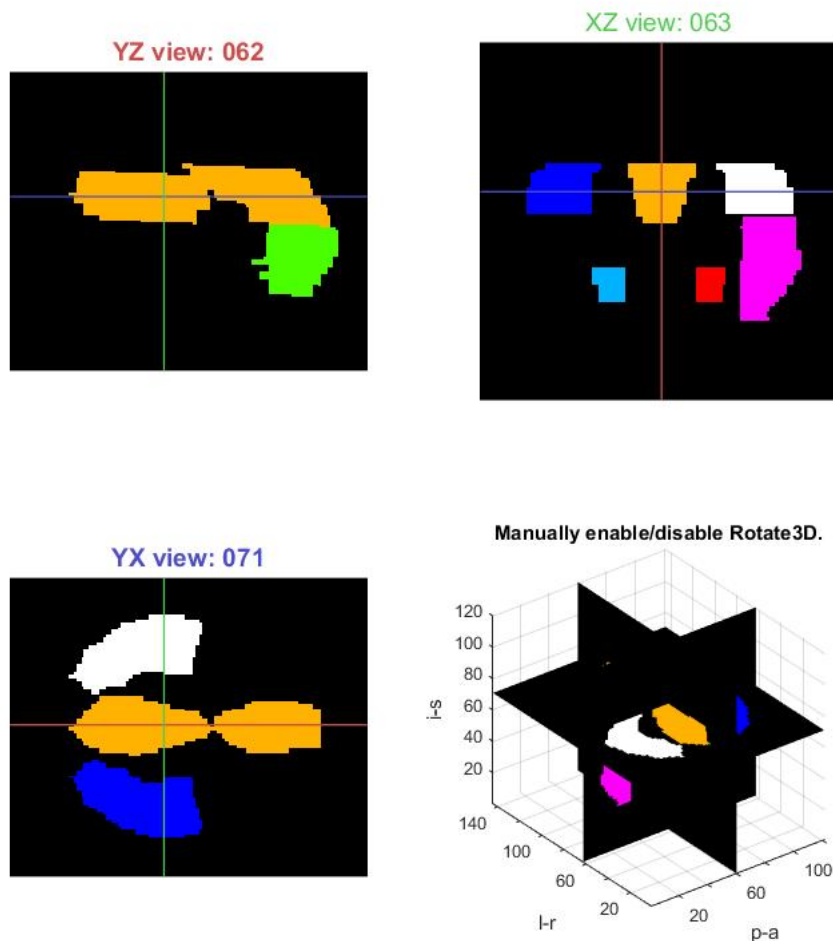 YZ view: 062
XZ view: 063
YX view: 071
Manually enable/disable Rotate3D.
120
100
80
60
40
20
i-s
140
100
60
20
l-r
20
60
100
p-a